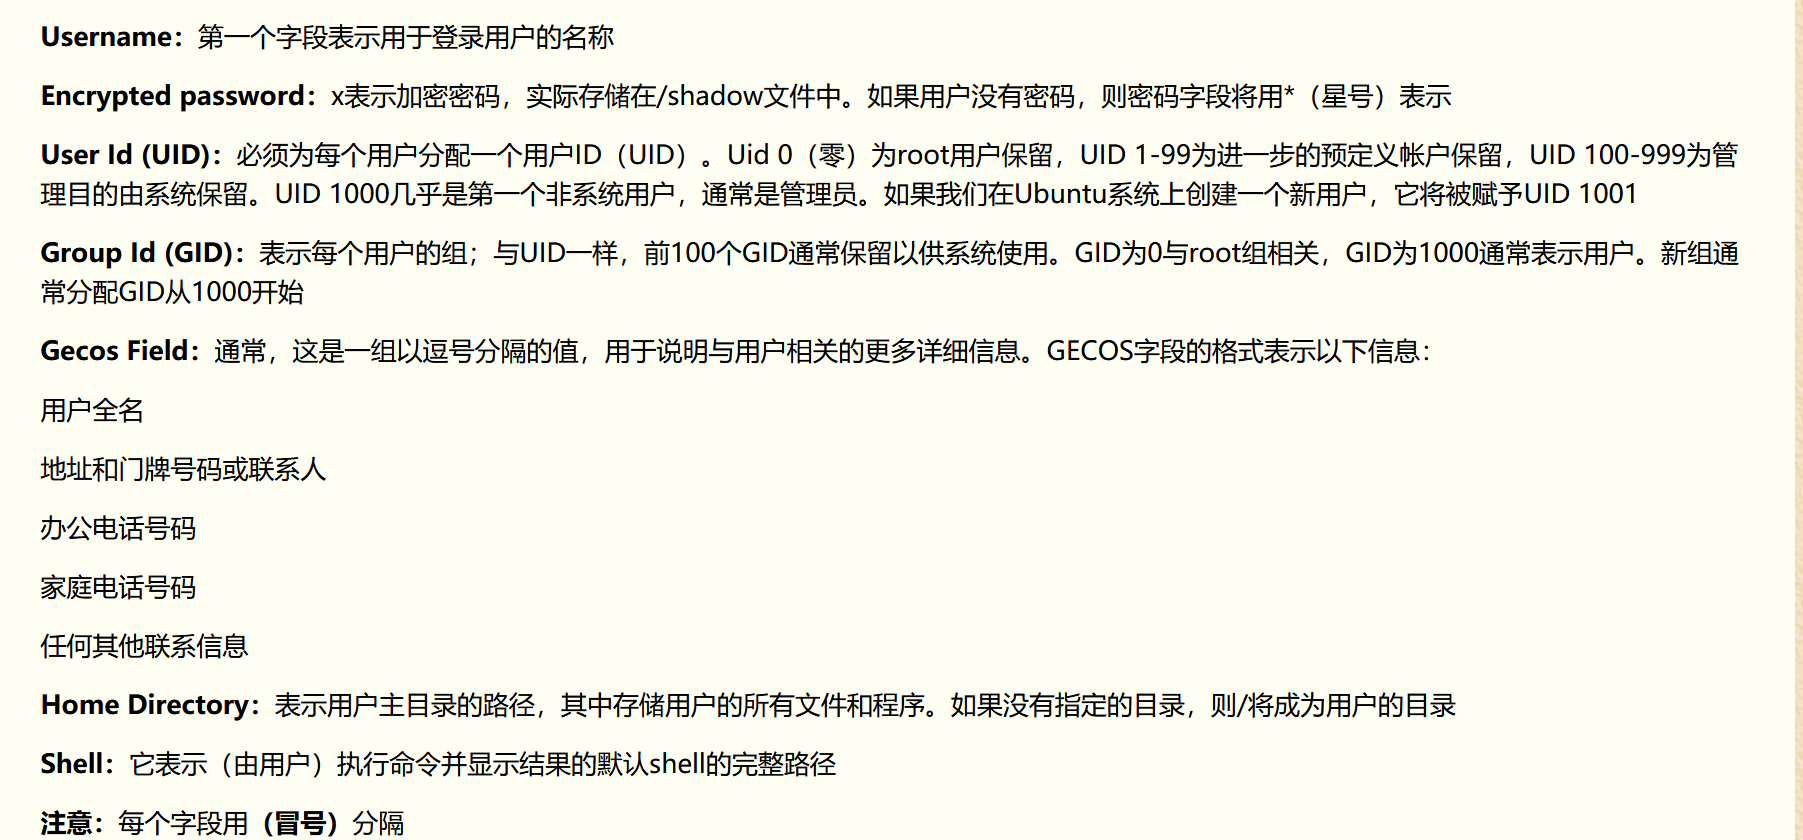 Username：第一个字段表示用于登录用户的名称
Encrypted password：x表示加密密码，实际存储在/shadow文件中。如果用户没有密码，则密码字段将用*（星号）表示
User Id (UID)：必须为每个用户分配一个用户ID（UID）。Uid 0（零）为root用户保留，UID 1-99为进一步的预定义帐户保留，UID 100-999为管
理目的由系统保留。UID 1000几乎是第一个非系统用户，通常是管理员。如果我们在Ubuntu系统上创建一个新用户，它将被赋予UID 1001
Group Id (GID)：表示每个用户的组；与UID一样，前100个GID通常保留以供系统使用。GID为0与root组相关，GID为1000通常表示用户。新组通
常分配GID从1000开始
Gecos Field：通常，这是一组以逗号分隔的值，用于说明与用户相关的更多详细信息。GECOS字段的格式表示以下信息：
用户全名
地址和门牌号码或联系人
办公电话号码
家庭电话号码
任何其他联系信息
Home Directory：表示用户主目录的路径，其中存储用户的所有文件和程序。如果没有指定的目录，则/将成为用户的目录
Shell：它表示（由用户）执行命令并显示结果的默认shell的完整路径
注意：每个字段用（冒号）分隔